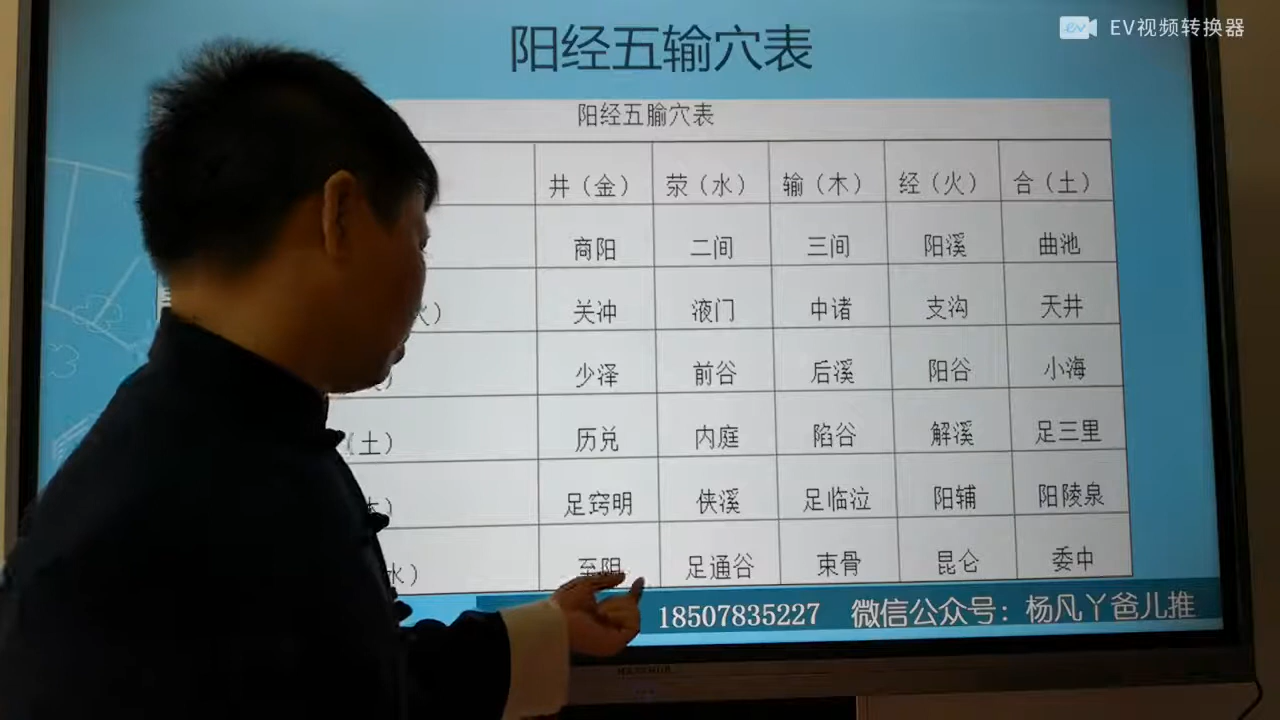 EV视频转换器
阳经五输穴表
阳经五腧穴表
井（金） 荥（水） 输（木） 经（火） 合（土）
商阳 二间 三间 阳溪 曲池
火） 关冲 液门 中诸 支沟 天井
少泽 前谷 后溪 阳谷 小海
（土） 历兑 内庭 陷谷 解溪 足三里
足窍明 侠溪 足临泣 阳辅 阳陵泉
水） 至阴 足通谷 束骨 昆仑 委中
18507835227 微信公众号：杨凡丫爸儿推